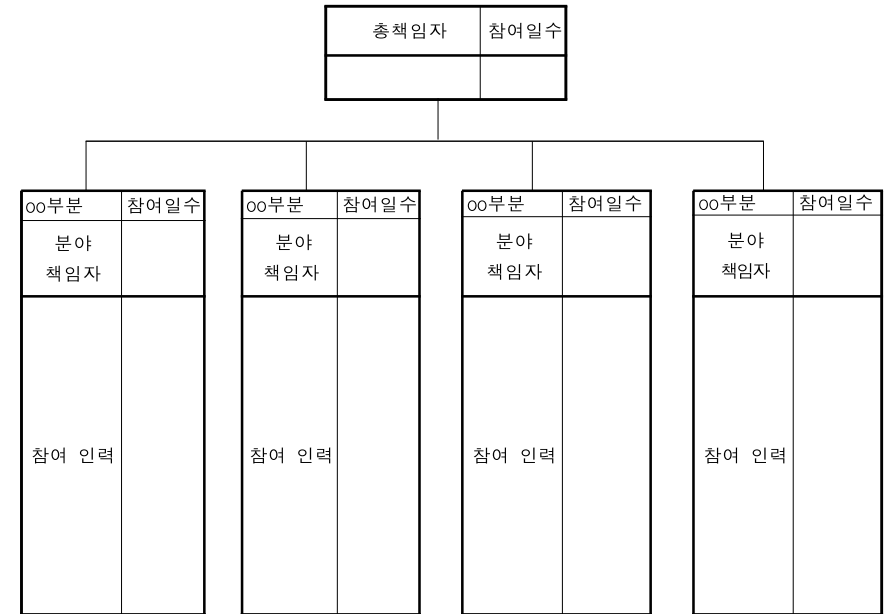 총책임자 참여일수
oo부분 참여일수 oo부분 참여일수 oo부분 참여일수 oo부분 참여일수
분야 분야 분야 분야
책임자 책임자 책임자 책임자
참여 인력 참여 인력 참여 인력 참여 인력